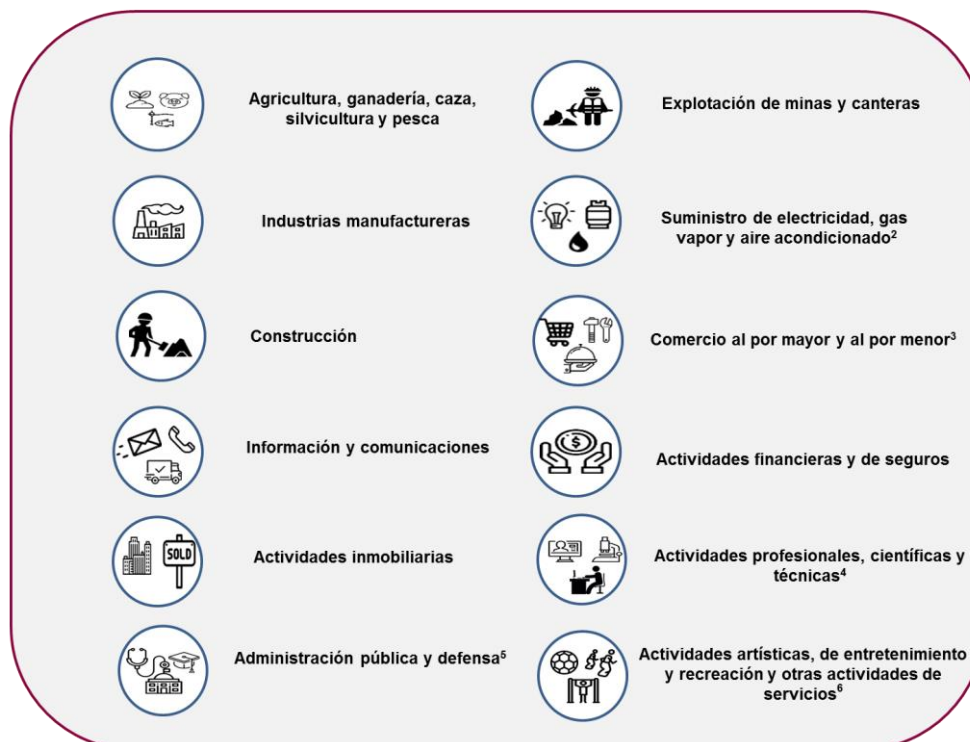 Agricultura, ganadería, caza,
silvicultura y pesca
Explotación de minas y canteras
Industrias manufactureras
Suministro de electricidad, gas
vapor y aire acondicionado²
Construcción
Comercio al por mayor y al por menor³
Información y comunicaciones
$
Actividades financieras y de seguros
SOLD
Actividades inmobiliarias
Actividades profesionales, científicas y
técnicas⁴
Administración pública y defensa⁵
Actividades artísticas, de entretenimiento
y recreación y otras actividades de
servicios⁶